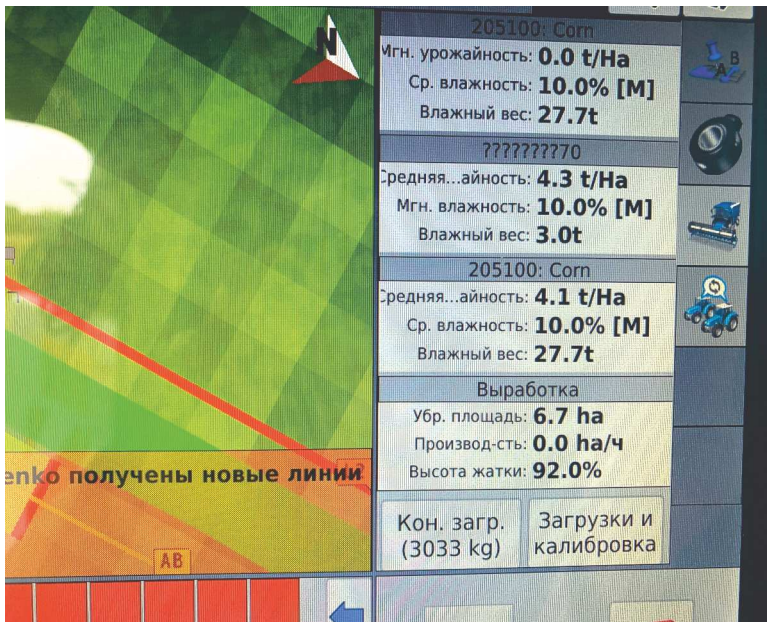 N
205100: Corn
Мгн. урожайность: 0.0 t/Ha
Ср. влажность: 10.0% [M]
Влажный вес: 27.7t
?????????70
Средняя...айность: 4.3 t/Ha
Мгн. влажность: 10.0% [M]
Влажный вес: 3.0t
205100: Corn
Средняя...айность: 4.1 t/Ha
Ср. влажность: 10.0% [M]
Влажный вес: 27.7t
Выработка
Убр. площадь: 6.7 ha
Производ-сть: 0.0 ha/ч
Высота жатки: 92.0%
enko получены новые линии
AB
Кон. загр.
(3033 kg)
Загрузки и
калибровка
A B